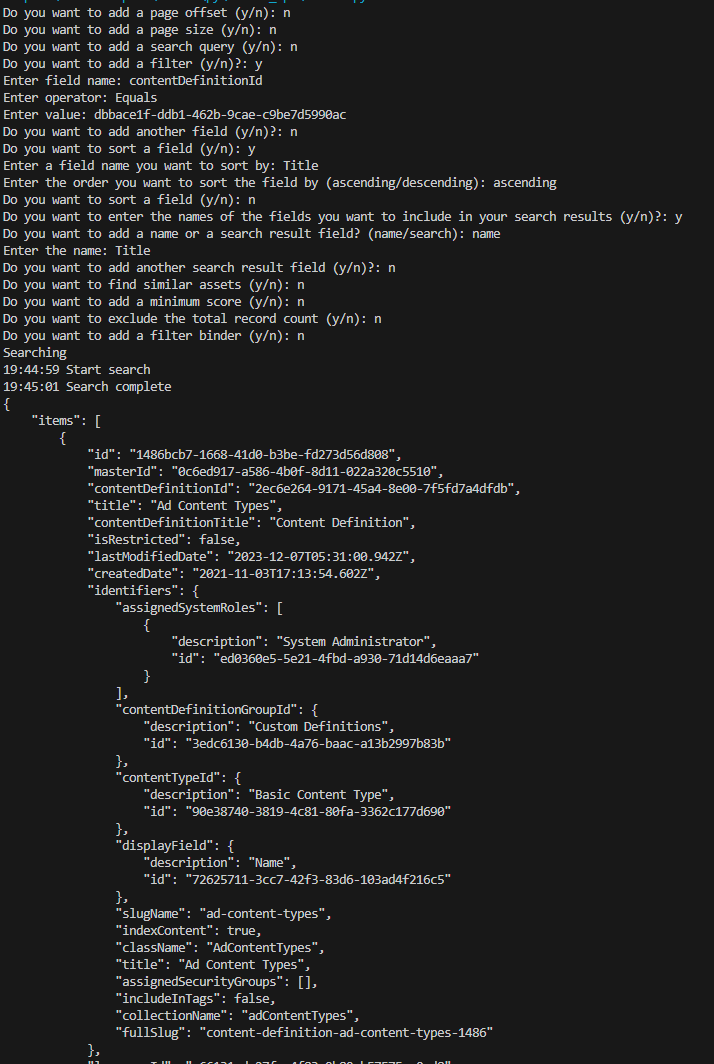 Do you want to add a page offset (y/n): n
Do you want to add a page size (y/n): n
Do you want to add a search query (y/n): n
Do you want to add a filter (y/n)?: y
Enter field name: contentDefinitionId
Enter operator: Equals
Enter value: dbbace1f-ddb1-462b-9cae-c9be7d5990ac
Do you want to add another field (y/n)?: n
Do you want to sort a field (y/n): y
Enter a field name you want to sort by: Title
Enter the order you want to sort the field by (ascending/descending): ascending
Do you want to sort a field (y/n): n
Do you want to enter the names of the fields you want to include in your search results (y/n)?: y
Do you want to add a name or a search result field? (name/search): name
Enter the name: Title
Do you want to add another search result field (y/n)?: n
Do you want to find similar assets (y/n): n
Do you want to add a minimum score (y/n): n
Do you want to exclude the total record count (y/n): n
Do you want to add a filter binder (y/n): n
Searching
19:44:59 Start search
19:45:01 Search complete
{
    "items": [
        {
            "id": "1486bcb7-1668-41d0-b3be-fd273d56d808",
            "masterId": "0c6ed917-a586-4b0f-8d11-022a320c5510",
            "contentDefinitionId": "2ec6e264-9171-45a4-8e00-7f5fd7a4dfdb",
            "title": "Ad Content Types",
            "contentDefinitionTitle": "Content Definition",
            "isRestricted": false,
            "lastModifiedDate": "2023-12-07T05:31:00.942Z",
            "createdDate": "2021-11-03T17:13:54.602Z",
            "identifiers": {
                "assignedSystemRoles": [
                    {
                        "description": "System Administrator",
                        "id": "ed0360e5-5e21-4fbd-a930-71d14d6eaaa7"
                    }
                ],
                "contentDefinitionGroupId": {
                    "description": "Custom Definitions",
                    "id": "3edc6130-b4db-4a76-baac-a13b2997b83b"
                },
                "contentTypeId": {
                    "description": "Basic Content Type",
                    "id": "90e38740-3819-4c81-80fa-3362c177d690"
                },
                "displayField": {
                    "description": "Name",
                    "id": "72625711-3cc7-42f3-83d6-103ad4f216c5"
                },
                "slugName": "ad-content-types",
                "indexContent": true,
                "className": "AdContentTypes",
                "title": "Ad Content Types",
                "assignedSecurityGroups": [],
                "includeInTags": false,
                "collectionName": "adContentTypes",
                "fullSlug": "content-definition-ad-content-types-1486"
            },